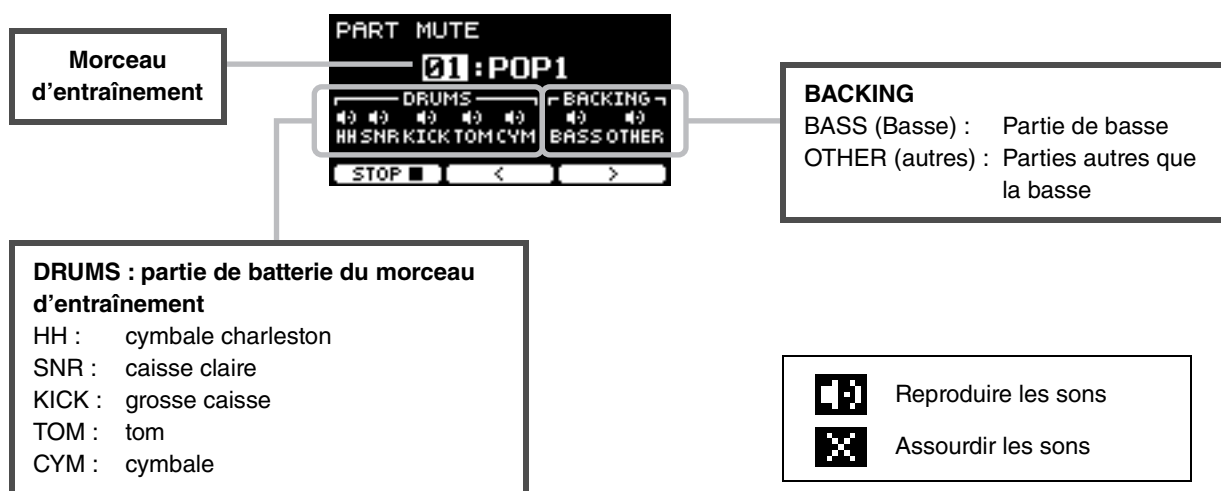 Morceau
d'entraînement
PART MUTE
01:POP1
DRUMS
BACKING
HH SNR KICK TOM CYM
BASS OTHER
STOP ■
<
>
BACKING
BASS (Basse) : Partie de basse
OTHER (autres) : Parties autres que
la basse
DRUMS : partie de batterie du morceau
d'entraînement
HH : cymbale charleston
SNR : caisse claire
KICK : grosse caisse
TOM : tom
CYM : cymbale
Reproduire les sons
Assourdir les sons